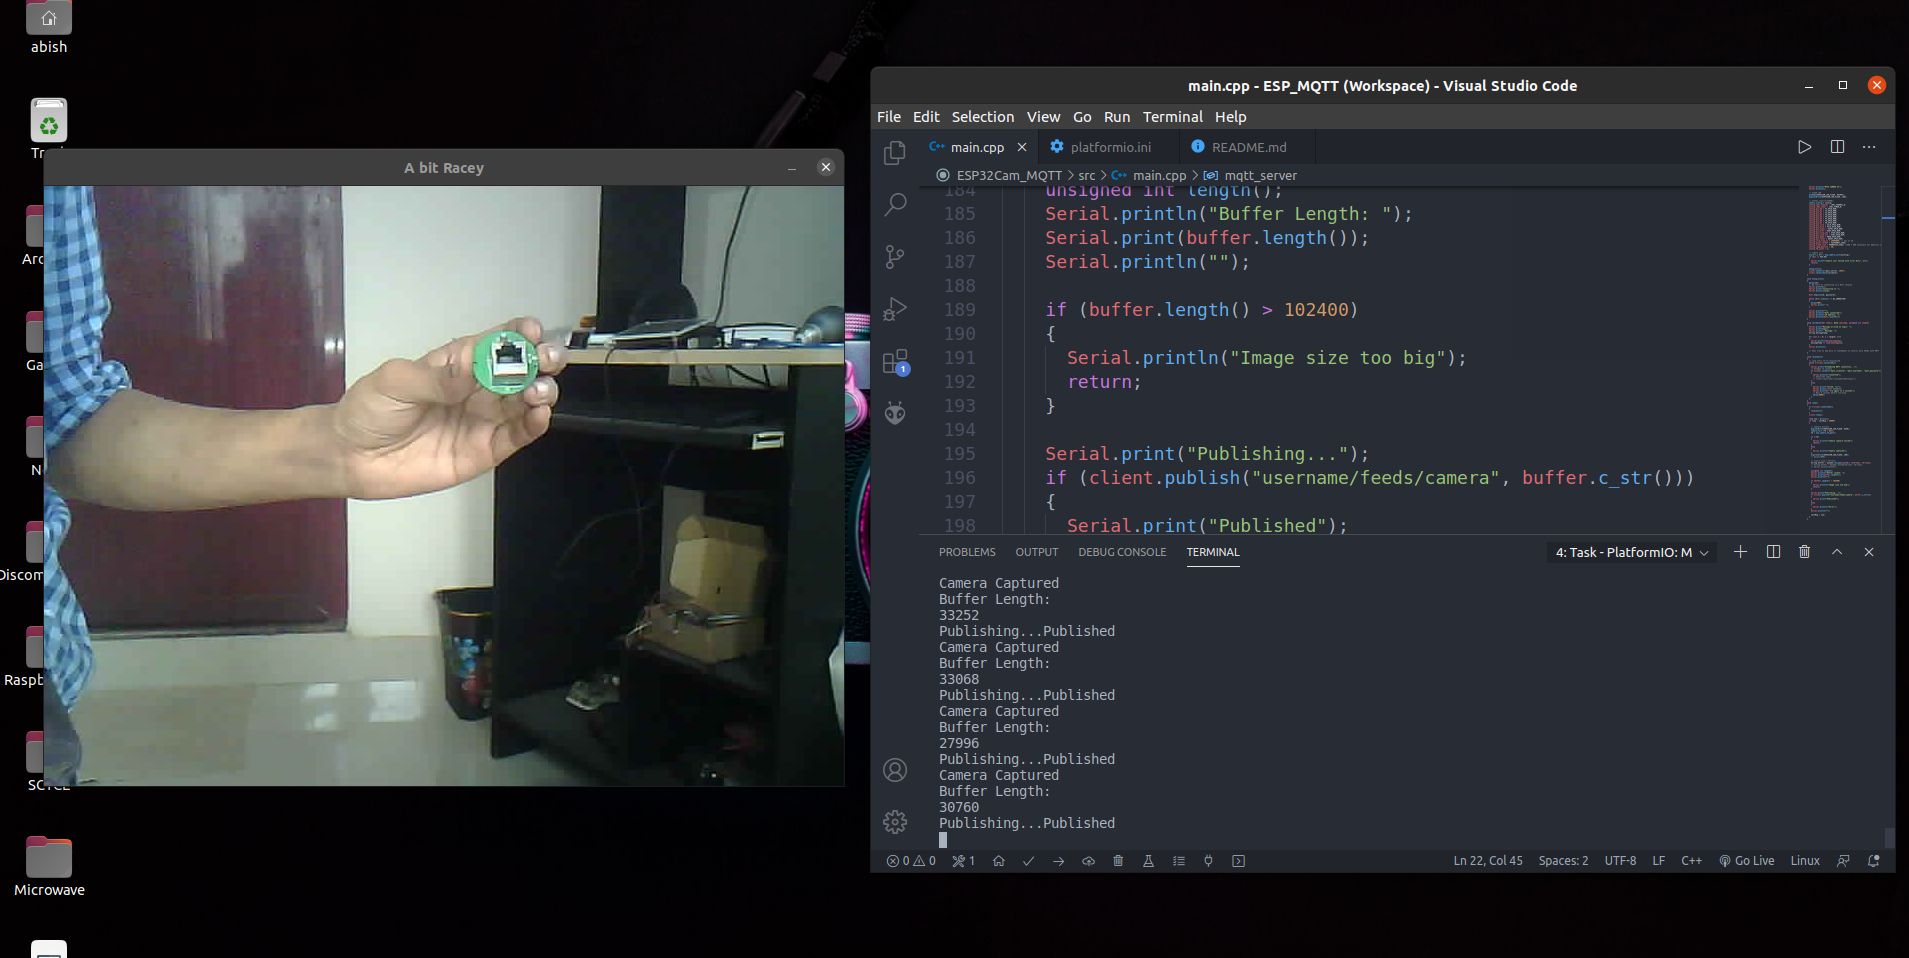 abish
Tr
Arc
Ga
N
Discom
Raspb
SCTCE
Microwave
A bit Racey
main.cpp - ESP_MQTT (Workspace) - Visual Studio Code
File Edit Selection View Go Run Terminal Help
main.cpp platformio.ini README.md
ESP32Cam_MQTT > src > main.cpp > mqtt_server
184 unsigned int length();
185 Serial.println("Buffer Length: ");
186 Serial.print(buffer.length());
187 Serial.println("");
188
189 if (buffer.length() > 102400)
190 {
191 Serial.println("Image size too big");
192 return;
193 }
194
195 Serial.print("Publishing...");
196 if (client.publish("username/feeds/camera", buffer.c_str()))
197 {
198 Serial.print("Published");
1
PROBLEMS OUTPUT DEBUG CONSOLE TERMINAL 4: Task - PlatformIO: M
Camera Captured
Buffer Length:
33252
Publishing...Published
Camera Captured
Buffer Length:
33068
Publishing...Published
Camera Captured
Buffer Length:
27996
Publishing...Published
Camera Captured
Buffer Length:
30760
Publishing...Published
0 0 1 Ln 22, Col 45 Spaces: 2 UTF-8 LF C++ Go Live Linux